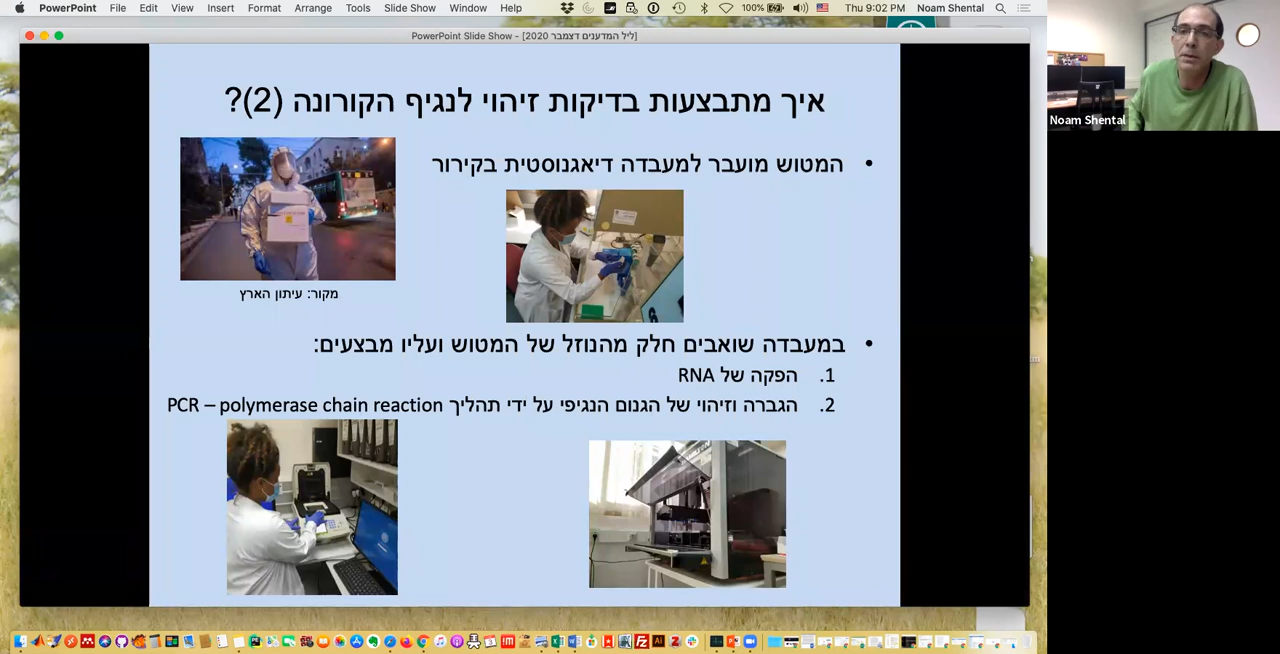 PowerPoint File Edit View Insert Format Arrange Tools Slide Show Window Help 100% Thu 9:02 PM Noam Shental
PowerPoint Slide Show - [ליל המדענים דצמבר 2020]
Noam Shental
איך מתבצעות בדיקות זיהוי לנגיף הקורונה (2)?
• המטוש מועבר למעבדה דיאגנוסטית בקירור
מקור: עיתון הארץ
• במעבדה שואבים חלק מהנוזל של המטוש ועליו מבצעים:
1. הפקה של RNA
2. הגברה וזיהוי של הגנום הנגיפי על ידי תהליך PCR – polymerase chain reaction